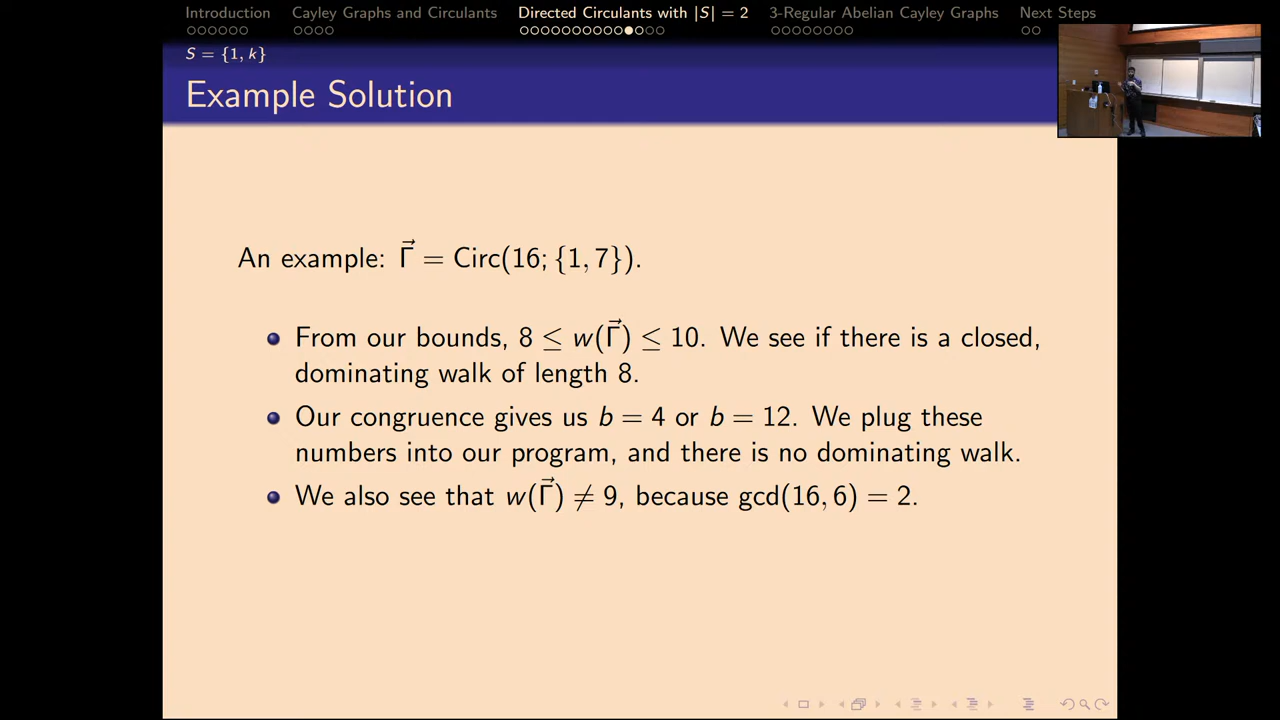 Introduction Cayley Graphs and Circulants Directed Circulants with |S| = 2 3-Regular Abelian Cayley Graphs Next Steps
S = {1, k}
Example Solution
An example: Γ⃗ = Circ(16; {1, 7}).
From our bounds, 8 ≤ w(Γ⃗) ≤ 10. We see if there is a closed,
dominating walk of length 8.
Our congruence gives us b = 4 or b = 12. We plug these
numbers into our program, and there is no dominating walk.
We also see that w(Γ⃗) ≠ 9, because gcd(16, 6) = 2.